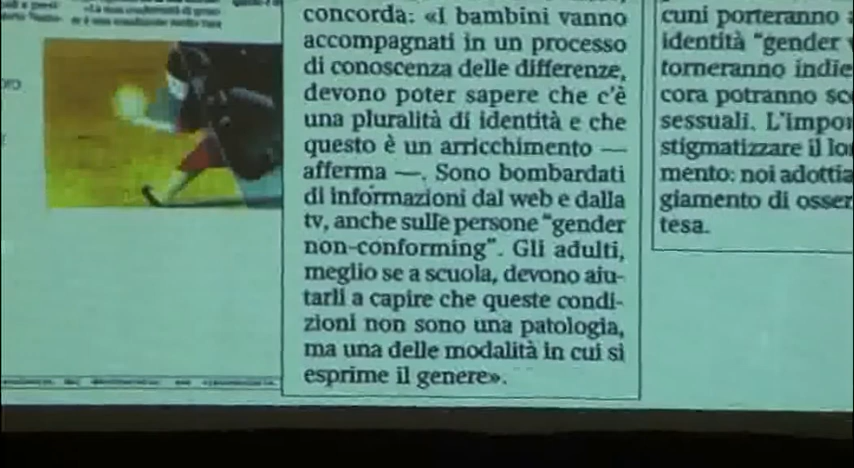 concorda: «I bambini vanno
accompagnati in un processo
di conoscenza delle differenze,
devono poter sapere che c'è
una pluralità di identità e che
questo è un arricchimento —
afferma —. Sono bombardati
di informazioni dal web e dalla
tv, anche sulle persone "gender
non-conforming". Gli adulti,
meglio se a scuola, devono aiu-
tarli a capire che queste condi-
zioni non sono una patologia,
ma una delle modalità in cui si
esprime il genere».
cuni porteranno
identità "gender
torneranno indie
cora potranno sc
sessuali. L'impor
stigmatizzare il lo
mento: noi adottia
giamento di osser
tesa.